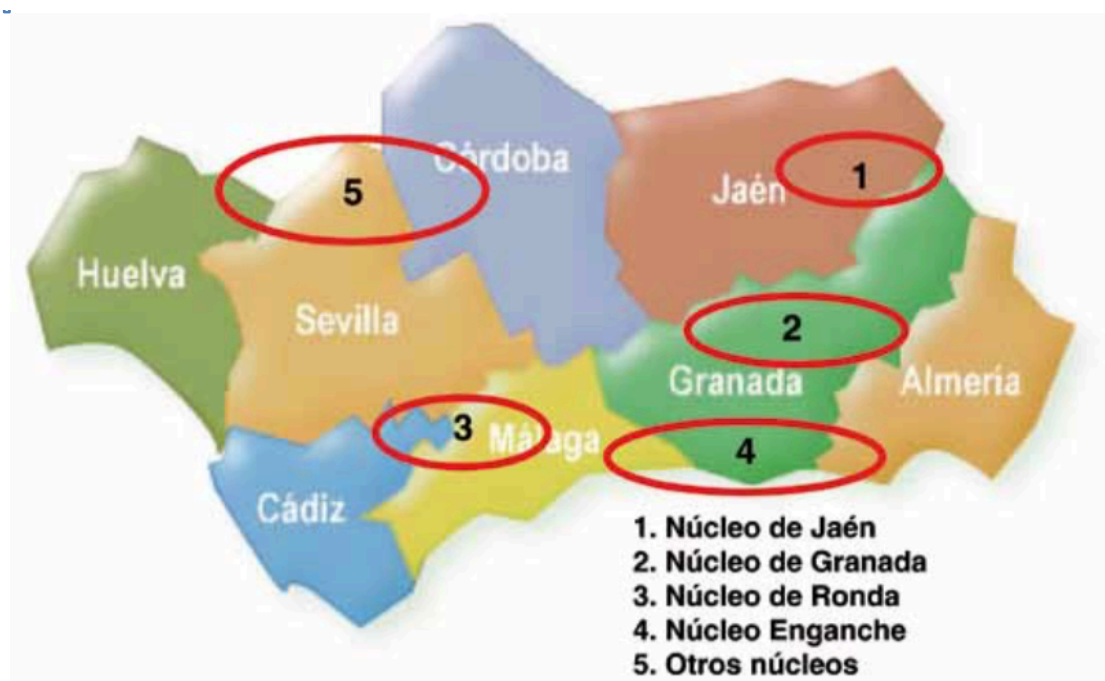 Córdoba
5
1
Jaén
Huelva
Sevilla
2
Granada
Almería
3
Málaga
4
Cádiz
1. Núcleo de Jaén
2. Núcleo de Granada
3. Núcleo de Ronda
4. Núcleo Enganche
5. Otros núcleos